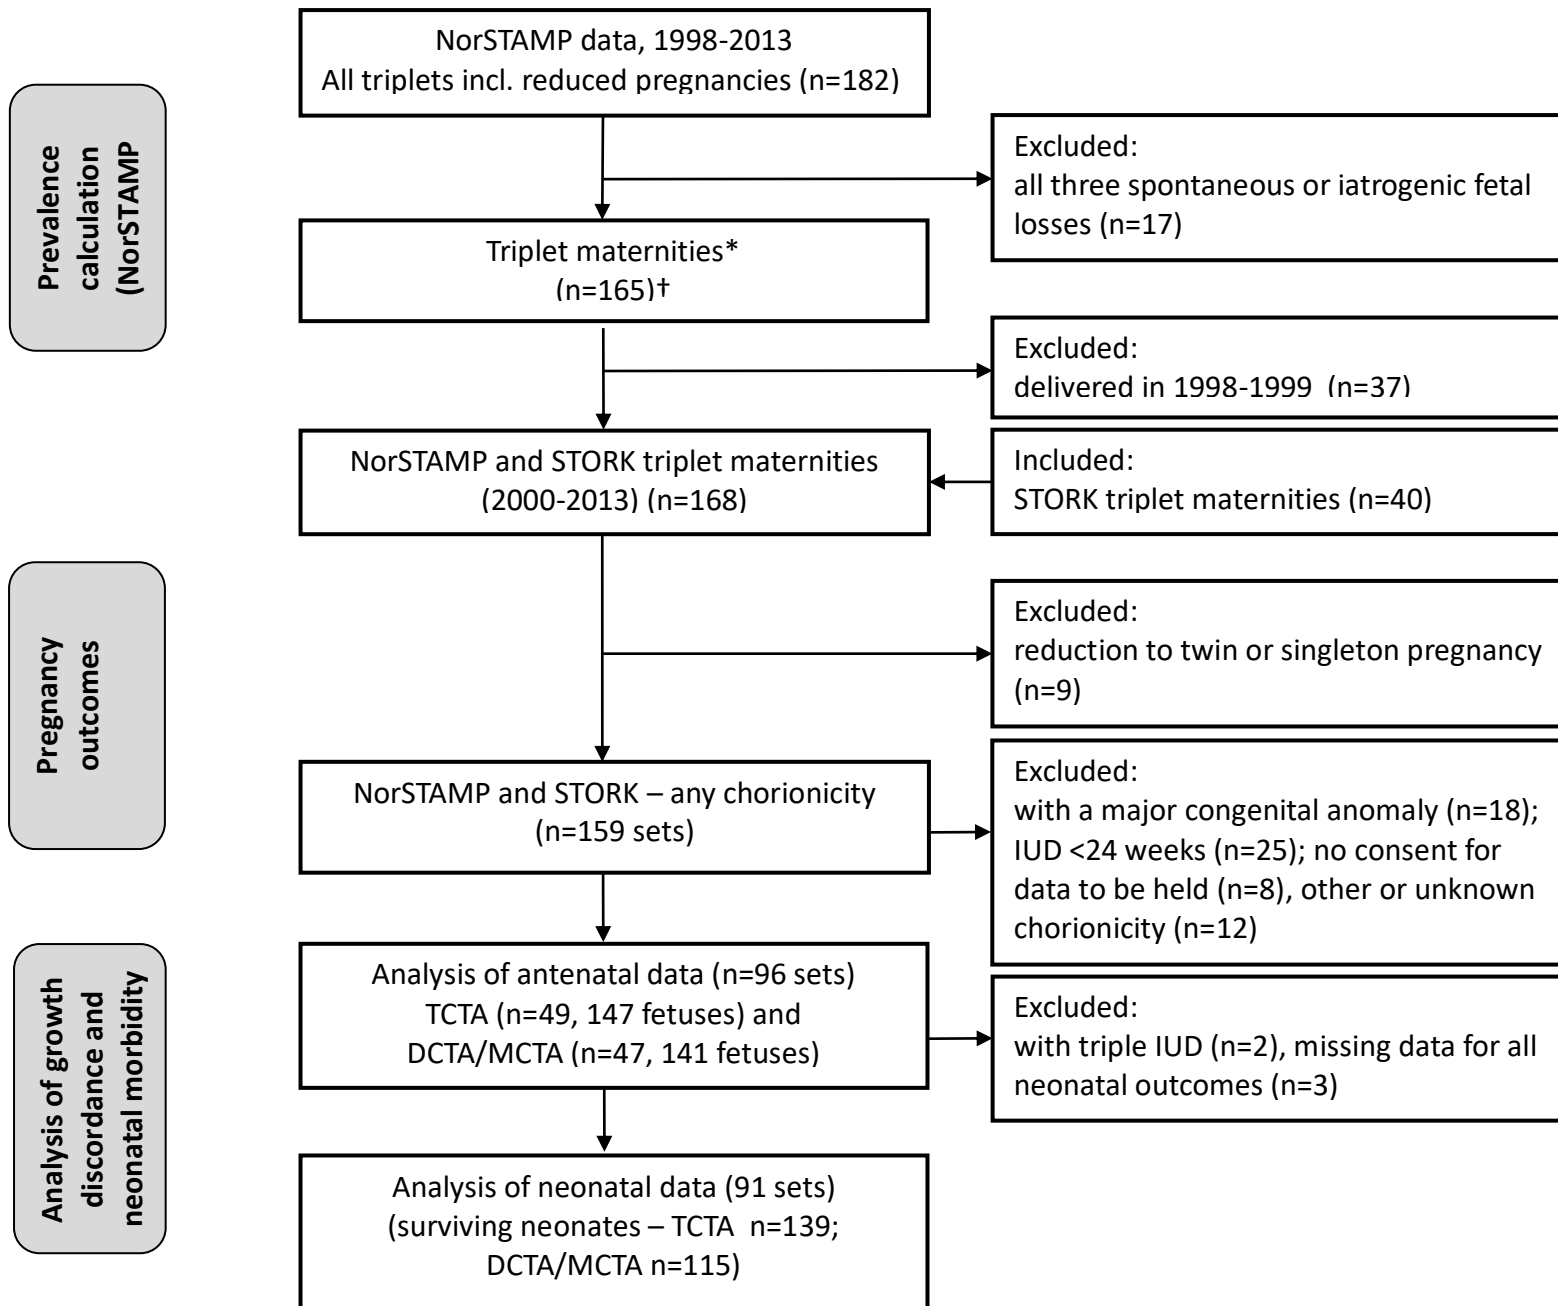 NorSTAMP data, 1998-2013
All triplets incl. reduced pregnancies (n=182)
Prevalence
calculation
(NorSTAMP
Excluded:
all three spontaneous or iatrogenic fetal
losses (n=17)
Triplet maternities*
(n=165)†
Excluded:
delivered in 1998-1999 (n=37)
NorSTAMP and STORK triplet maternities
(2000-2013) (n=168)
Included:
STORK triplet maternities (n=40)
Pregnancy
outcomes
Excluded:
reduction to twin or singleton pregnancy
(n=9)
NorSTAMP and STORK – any chorionicity
(n=159 sets)
Excluded:
with a major congenital anomaly (n=18);
IUD <24 weeks (n=25); no consent for
data to be held (n=8), other or unknown
chorionicity (n=12)
Analysis of growth
discordance and
neonatal morbidity
Analysis of antenatal data (n=96 sets)
TCTA (n=49, 147 fetuses) and
DCTA/MCTA (n=47, 141 fetuses)
Excluded:
with triple IUD (n=2), missing data for all
neonatal outcomes (n=3)
Analysis of neonatal data (91 sets)
(surviving neonates – TCTA n=139;
DCTA/MCTA n=115)